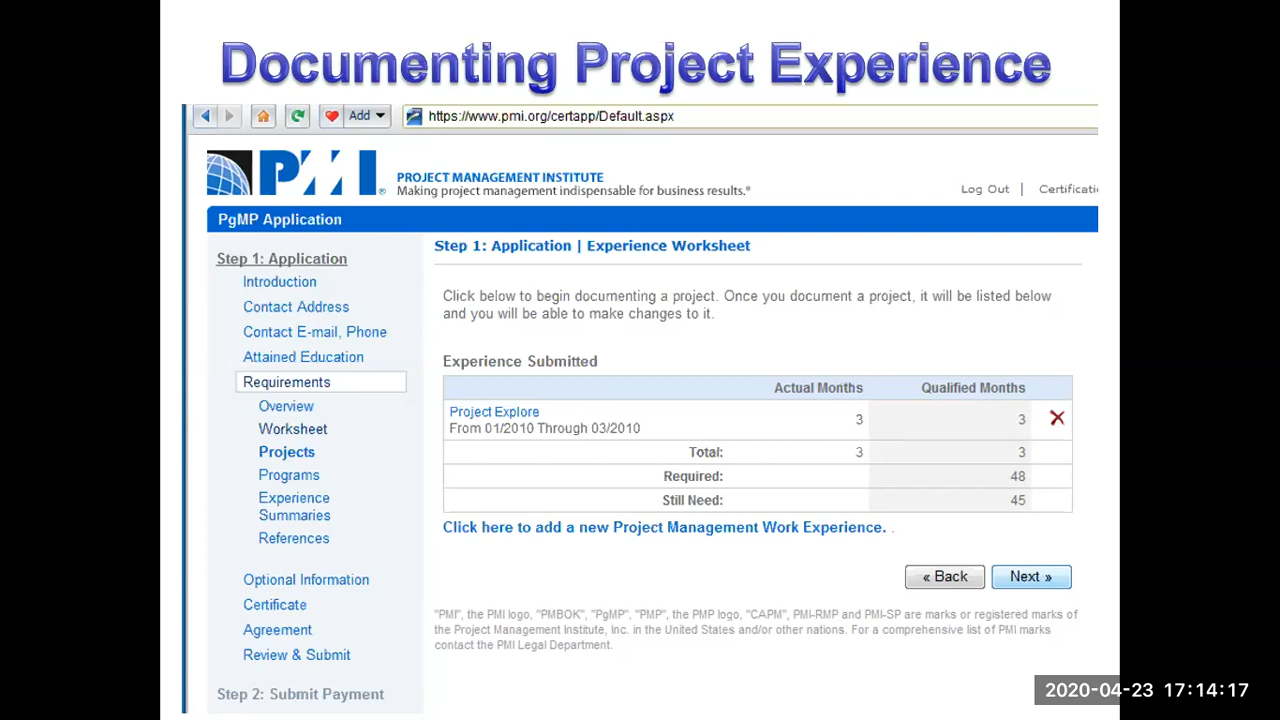 Documenting Project Experience
Add
https://www.pmi.org/certapp/Default.aspx
PMI®
PROJECT MANAGEMENT INSTITUTE
Making project management indispensable for business results.®
Log Out | Certificati
PgMP Application
Step 1: Application
Introduction
Contact Address
Contact E-mail, Phone
Attained Education
Requirements
Overview
Worksheet
Projects
Programs
Experience
Summaries
References
Optional Information
Certificate
Agreement
Review & Submit
Step 2: Submit Payment
Step 1: Application | Experience Worksheet
Click below to begin documenting a project. Once you document a project, it will be listed below
and you will be able to make changes to it.
Experience Submitted
Actual Months Qualified Months
Project Explore
From 01/2010 Through 03/2010 3 3
Total: 3 3
Required: 48
Still Need: 45
Click here to add a new Project Management Work Experience. .
« Back Next »
"PMI", the PMI logo, "PMBOK", "PgMP", "PMP", the PMP logo, "CAPM", PMI-RMP and PMI-SP are marks or registered marks of
the Project Management Institute, Inc. in the United States and/or other nations. For a comprehensive list of PMI marks
contact the PMI Legal Department.
2020-04-23 17:14:17